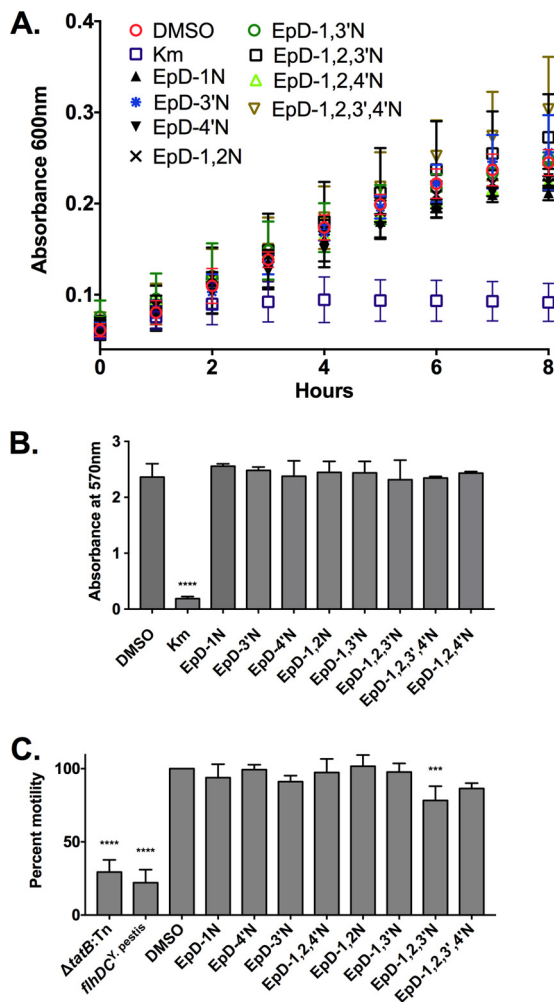 A.
Absorbance 600nm
0.4
0.3
0.2
0.1
DMSO
Km
EpD-1N
EpD-3'N
EpD-4'N
EpD-1,2N
EpD-1,3'N
EpD-1,2,3'N
EpD-1,2,4'N
EpD-1,2,3',4'N
0 2 4 6 8
Hours
B.
Absorbance at 570nm
3
2
1
0
****
DMSO
Km
EpD-1N
EpD-3'N
EpD-4'N
EpD-1,2N
EpD-1,3'N
EpD-1,2,3'N
EpD-1,2,3',4'N
EpD-1,2,4'N
C.
Percent motility
100
50
0
****
****
***
ΔtatB:Tn
flhDCY. pestis
DMSO
EpD-1N
EpD-4'N
EpD-3'N
EpD-1,2,4'N
EpD-1,2N
EpD-1,3'N
EpD-1,2,3'N
EpD-1,2,3',4'N